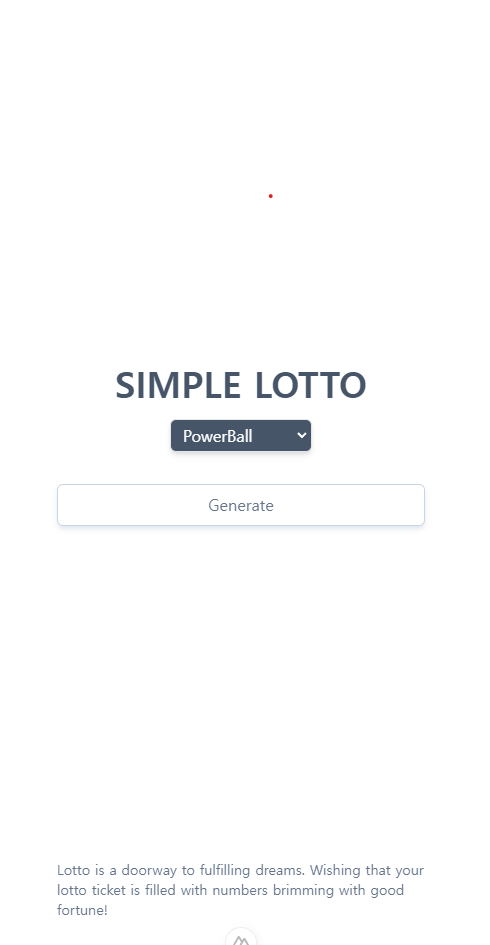 SIMPLE LOTTO
PowerBall
Generate
Lotto is a doorway to fulfilling dreams. Wishing that your
lotto ticket is filled with numbers brimming with good
fortune!